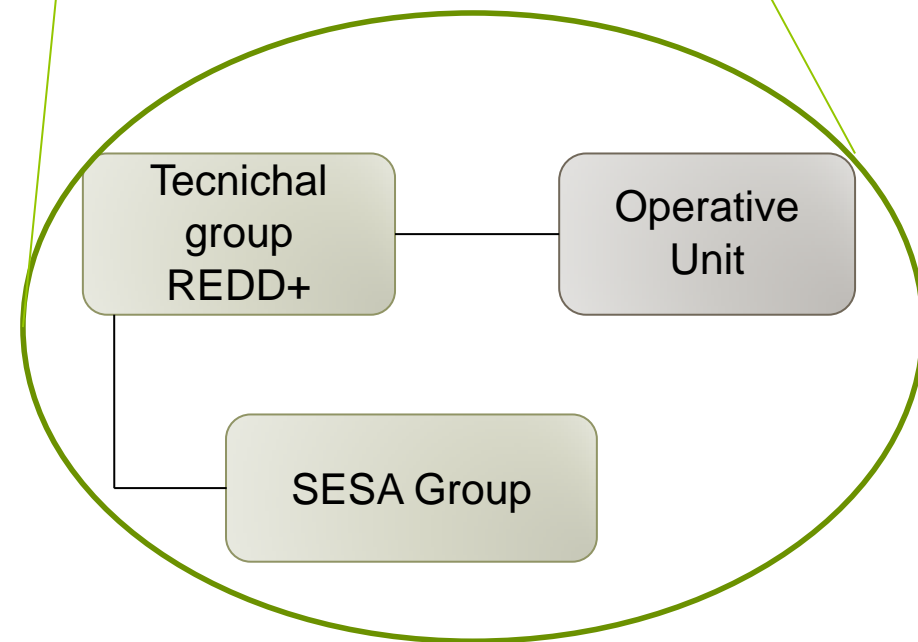 Tecnichal
group
REDD+
Operative
Unit
SESA Group